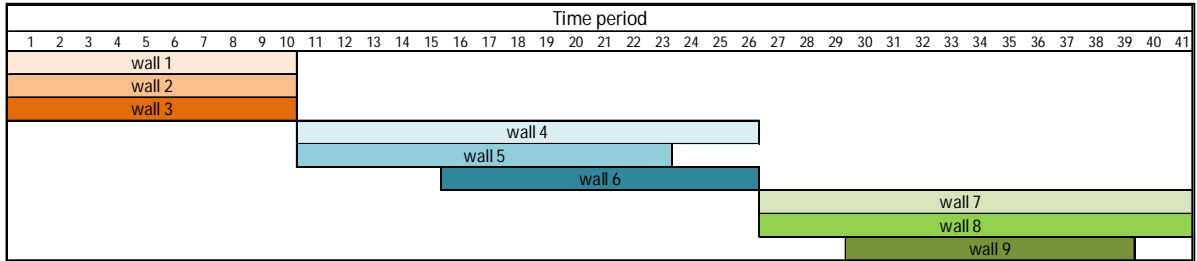 Time period
1 2 3 4 5 6 7 8 9 10 11 12 13 14 15 16 17 18 19 20 21 22 23 24 25 26 27 28 29 30 31 32 33 34 35 36 37 38 39 40 41
wall 1
wall 2
wall 3
wall 4
wall 5
wall 6
wall 7
wall 8
wall 9